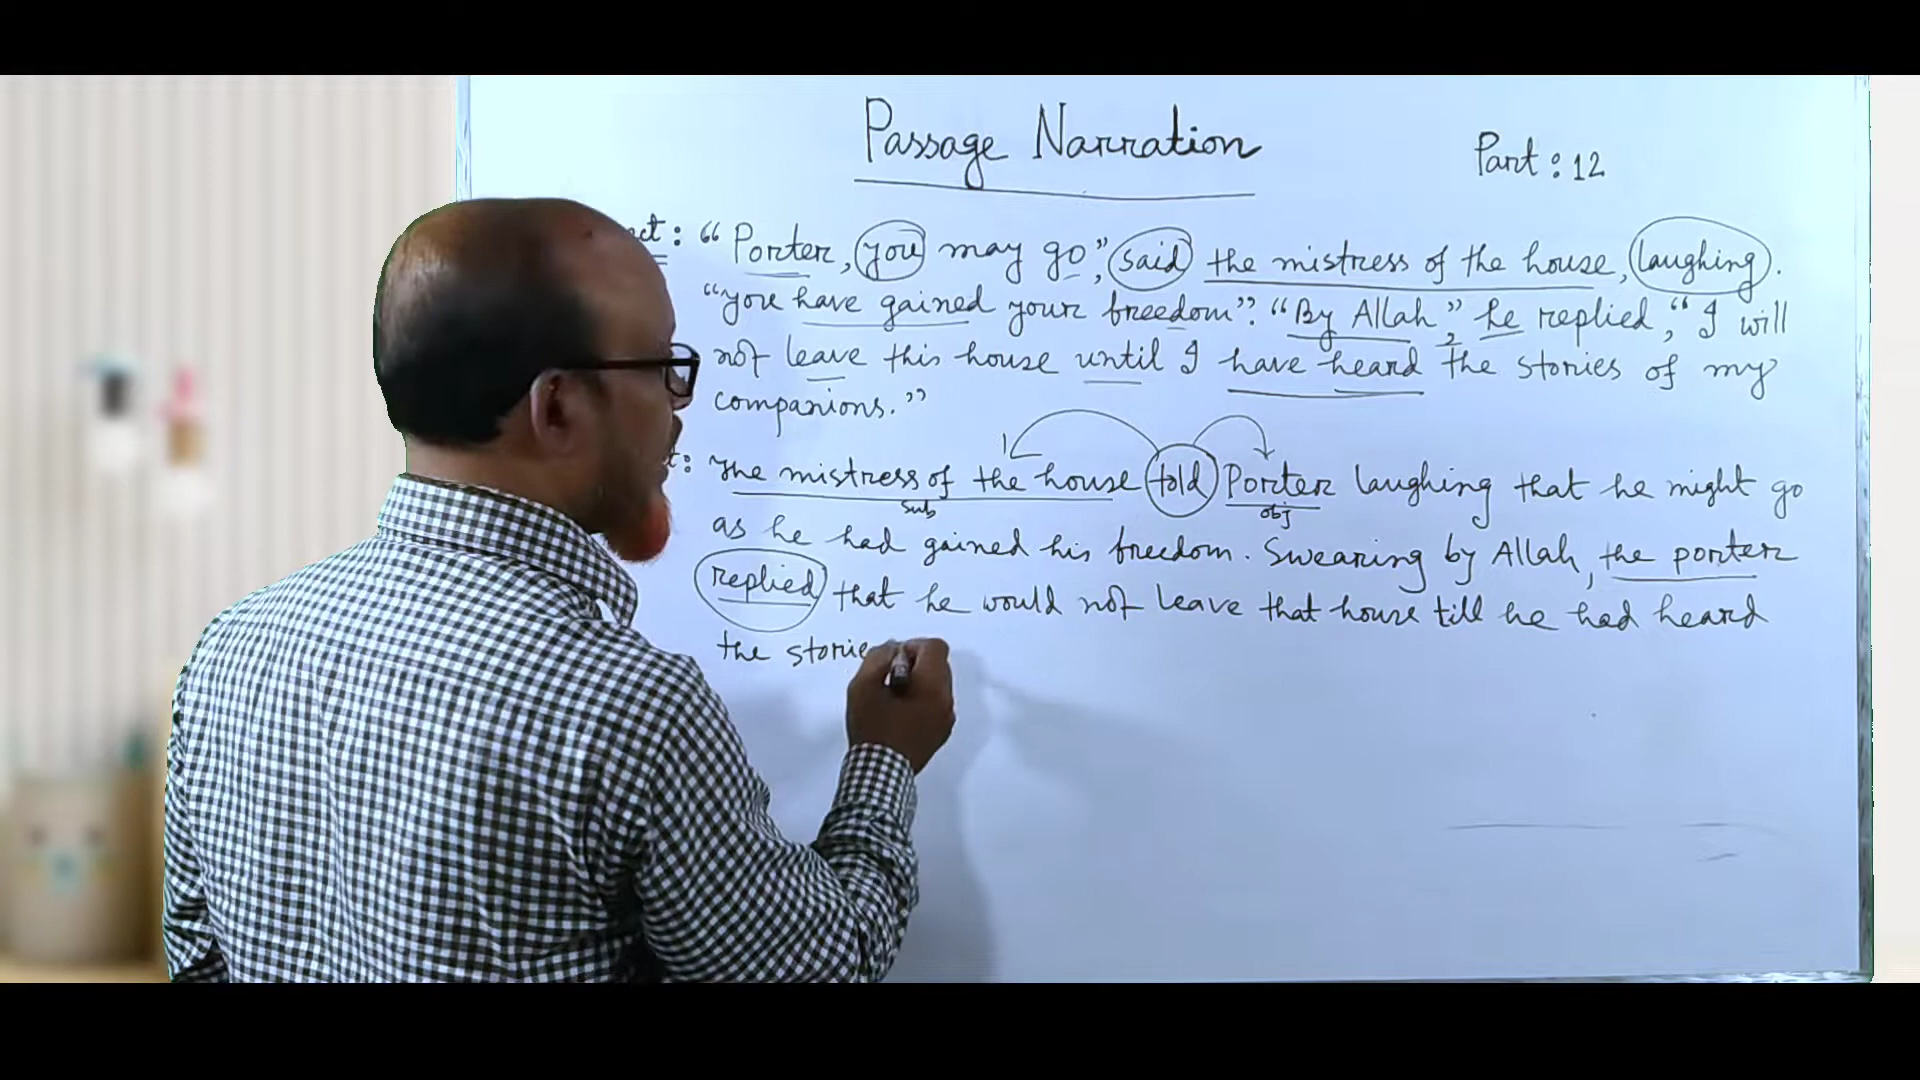 Passage Narration
Part : 12
ect : “Porter, you may go”, said the mistress of the house, laughing.
“you have gained your freedom”. “By Allah”, he replied, “I will
not leave this house until I have heard the stories of my
companions.”
t : The mistress of the house told Porter laughing that he might go
sub obj
as he had gained his freedom. Swearing by Allah, the porter
replied that he would not leave that house till he had heard
the storie